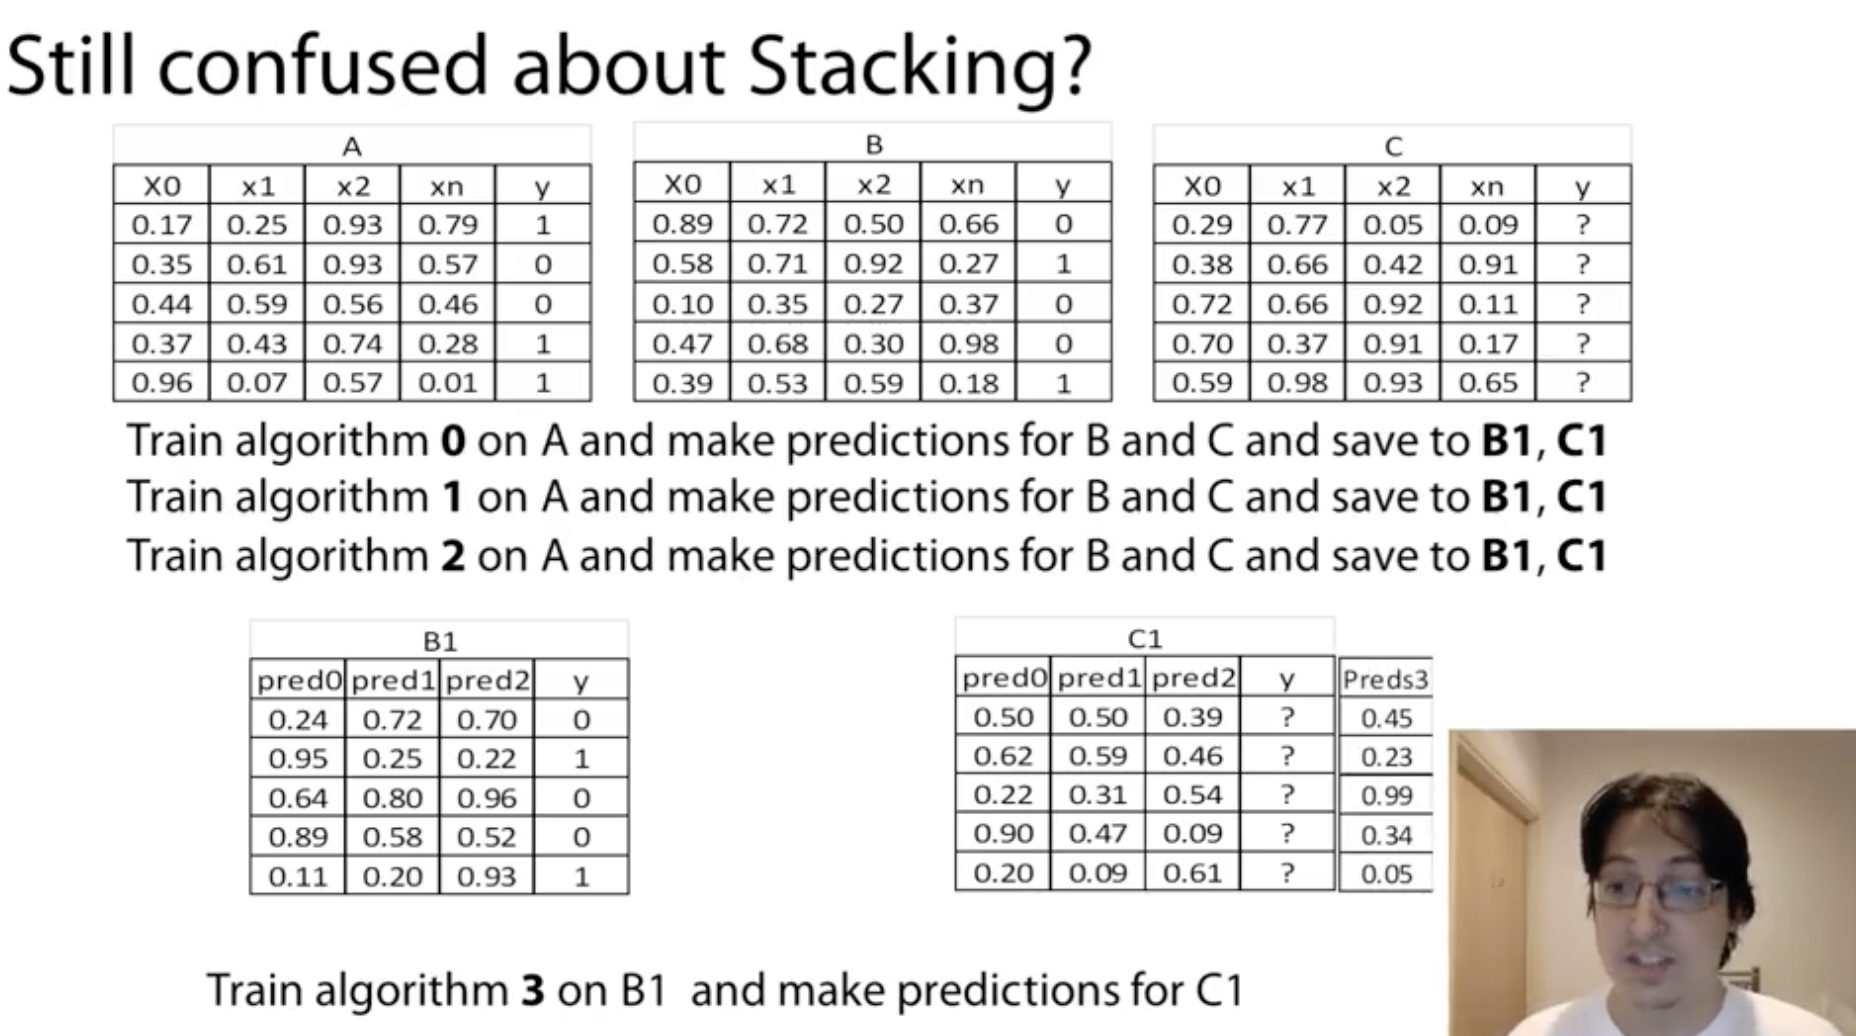 Still confused about Stacking?
A
X0 x1 x2 xn y
0.17 0.25 0.93 0.79 1
0.35 0.61 0.93 0.57 0
0.44 0.59 0.56 0.46 0
0.37 0.43 0.74 0.28 1
0.96 0.07 0.57 0.01 1
B
X0 x1 x2 xn y
0.89 0.72 0.50 0.66 0
0.58 0.71 0.92 0.27 1
0.10 0.35 0.27 0.37 0
0.47 0.68 0.30 0.98 0
0.39 0.53 0.59 0.18 1
C
X0 x1 x2 xn y
0.29 0.77 0.05 0.09 ?
0.38 0.66 0.42 0.91 ?
0.72 0.66 0.92 0.11 ?
0.70 0.37 0.91 0.17 ?
0.59 0.98 0.93 0.65 ?
Train algorithm 0 on A and make predictions for B and C and save to B1, C1
Train algorithm 1 on A and make predictions for B and C and save to B1, C1
Train algorithm 2 on A and make predictions for B and C and save to B1, C1
B1
pred0 pred1 pred2 y
0.24 0.72 0.70 0
0.95 0.25 0.22 1
0.64 0.80 0.96 0
0.89 0.58 0.52 0
0.11 0.20 0.93 1
C1
pred0 pred1 pred2 y Preds3
0.50 0.50 0.39 ? 0.45
0.62 0.59 0.46 ? 0.23
0.22 0.31 0.54 ? 0.99
0.90 0.47 0.09 ? 0.34
0.20 0.09 0.61 ? 0.05
Train algorithm 3 on B1 and make predictions for C1